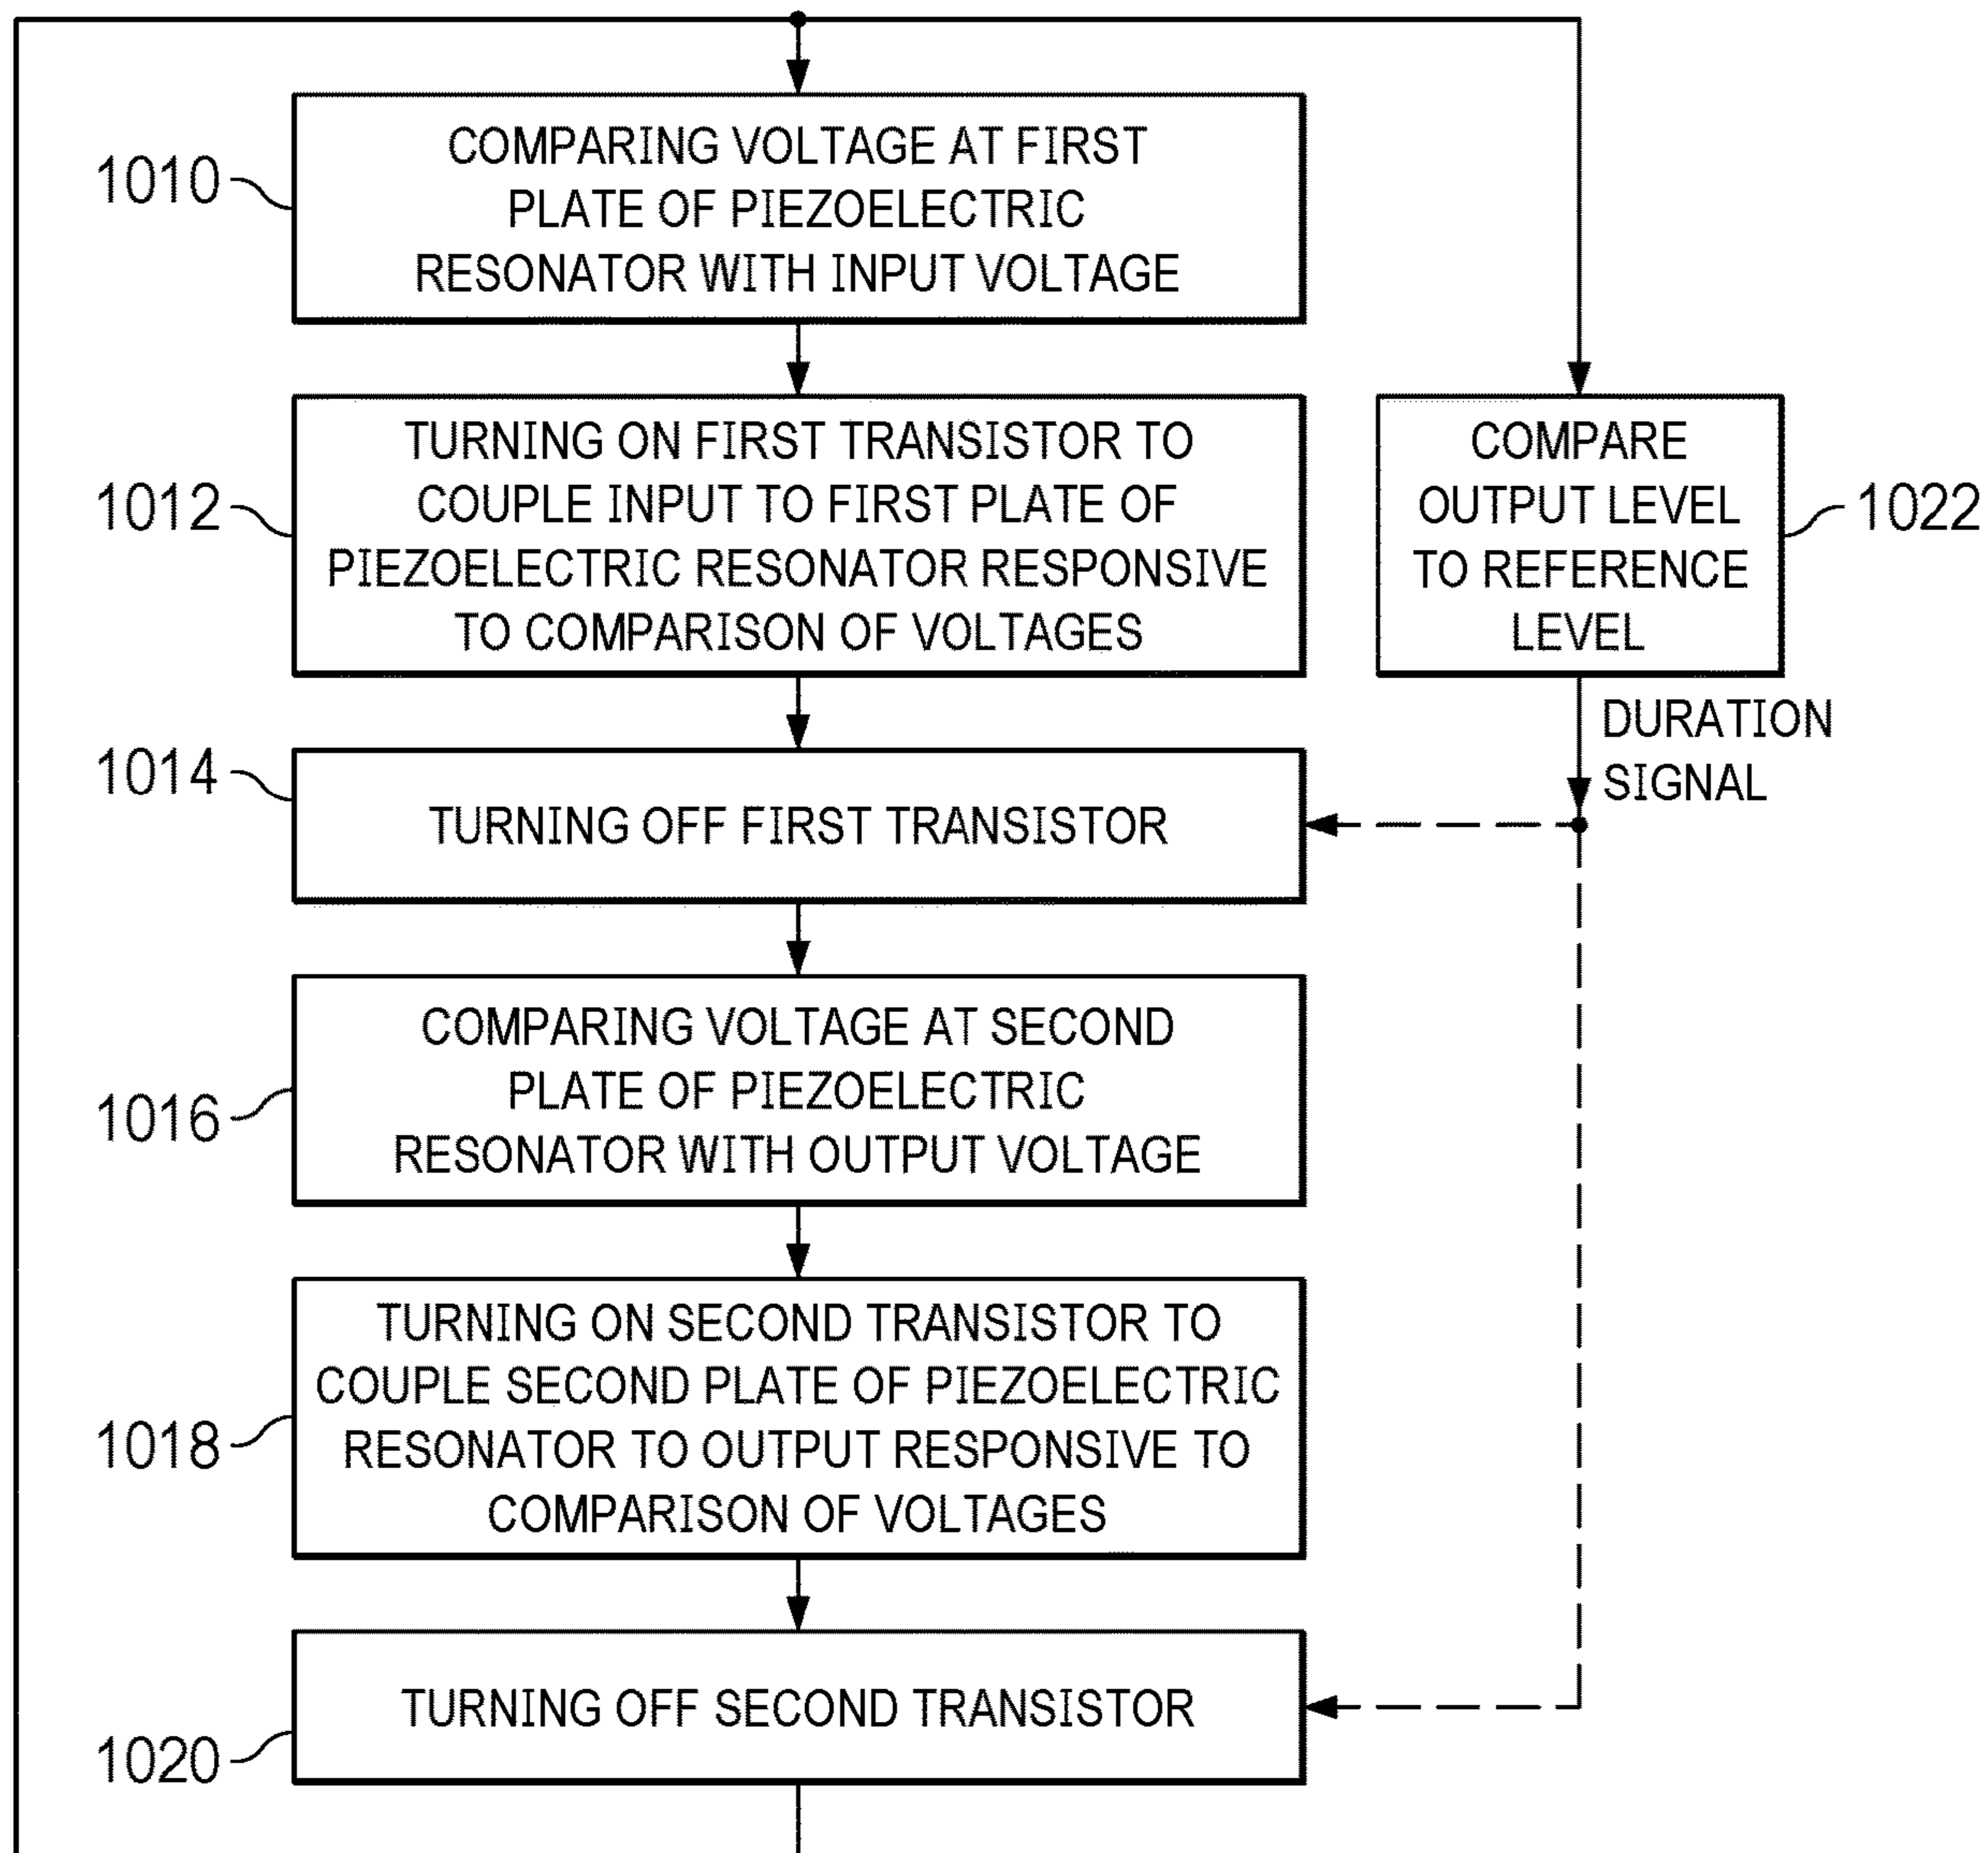 1010
COMPARING VOLTAGE AT FIRST
PLATE OF PIEZOELECTRIC
RESONATOR WITH INPUT VOLTAGE
1012
TURNING ON FIRST TRANSISTOR TO
COUPLE INPUT TO FIRST PLATE OF
PIEZOELECTRIC RESONATOR RESPONSIVE
TO COMPARISON OF VOLTAGES
COMPARE
OUTPUT LEVEL
TO REFERENCE
LEVEL
1022
DURATION
SIGNAL
1014
TURNING OFF FIRST TRANSISTOR
1016
COMPARING VOLTAGE AT SECOND
PLATE OF PIEZOELECTRIC
RESONATOR WITH OUTPUT VOLTAGE
1018
TURNING ON SECOND TRANSISTOR TO
COUPLE SECOND PLATE OF PIEZOELECTRIC
RESONATOR TO OUTPUT RESPONSIVE TO
COMPARISON OF VOLTAGES
1020
TURNING OFF SECOND TRANSISTOR